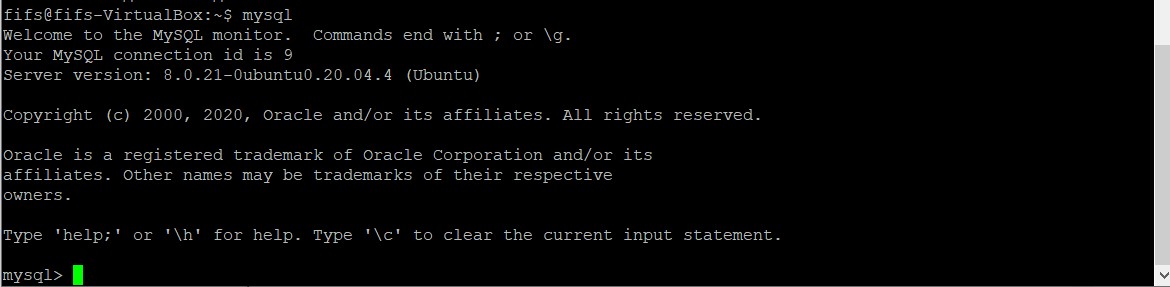 fifs@fifs-VirtualBox:~$ mysql
Welcome to the MySQL monitor.  Commands end with ; or \g.
Your MySQL connection id is 9
Server version: 8.0.21-0ubuntu0.20.04.4 (Ubuntu)
Copyright (c) 2000, 2020, Oracle and/or its affiliates. All rights reserved.
Oracle is a registered trademark of Oracle Corporation and/or its
affiliates. Other names may be trademarks of their respective
owners.
Type 'help;' or '\h' for help. Type '\c' to clear the current input statement.
mysql>